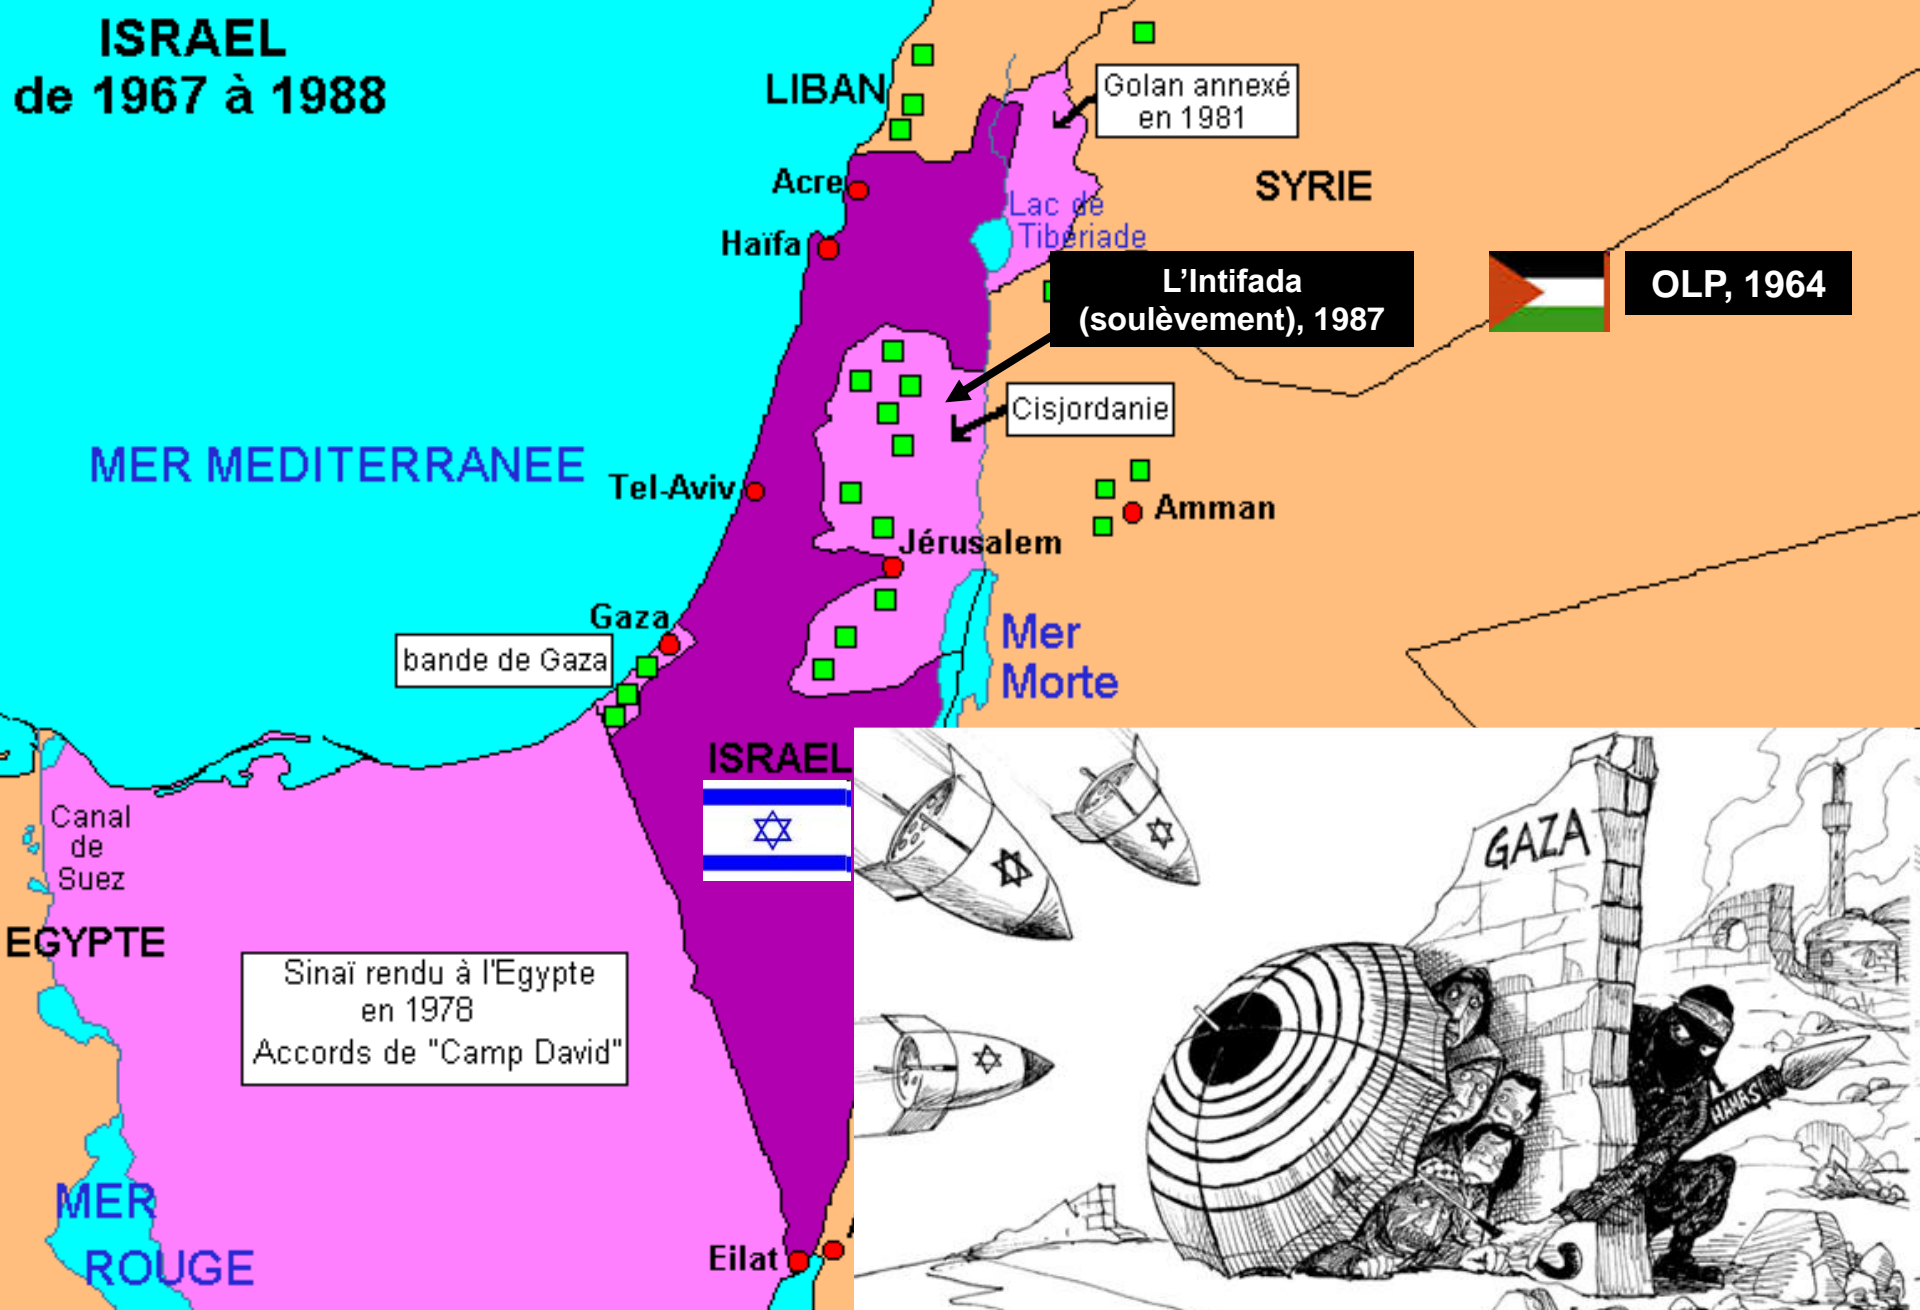 ISRAEL
de 1967 à 1988
LIBAN
Golan annexé
en 1981
Acre
SYRIE
Lac de
Tibériade
Haïfa
L’Intifada
(soulèvement), 1987
OLP, 1964
Cisjordanie
MER MEDITERRANEE
Tel-Aviv
Amman
Jérusalem
Gaza
bande de Gaza
Mer
Morte
ISRAEL
Canal
de
Suez
EGYPTE
Sinaï rendu à l'Egypte
en 1978
Accords de "Camp David"
MER
ROUGE
Eilat
GAZA
HAMAS